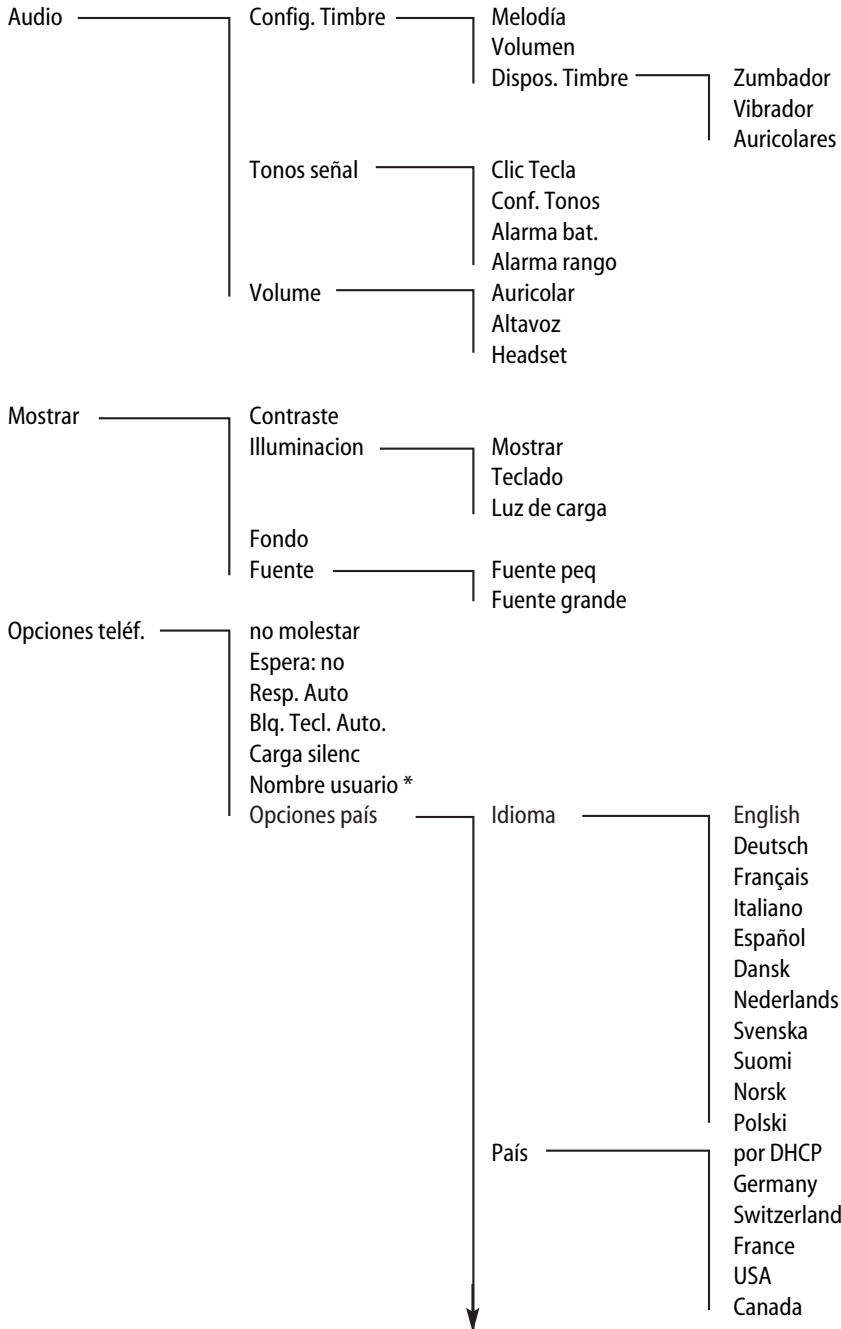 Audio Config. Timbre Melodía
Volumen
Dispos. Timbre Zumbador
Vibrador
Auricolares
Tonos señal Clic Tecla
Conf. Tonos
Alarma bat.
Alarma rango
Volume Auricolar
Altavoz
Headset
Mostrar Contraste
Illuminacion Mostrar
Teclado
Luz de carga
Fondo
Fuente Fuente peq
Fuente grande
Opciones teléf. no molestar
Espera: no
Resp. Auto
Blq. Tecl. Auto.
Carga silenc
Nombre usuario *
Opciones país Idioma English
Deutsch
Français
Italiano
Español
Dansk
Nederlands
Svenska
Suomi
Norsk
Polski
País por DHCP
Germany
Switzerland
France
USA
Canada